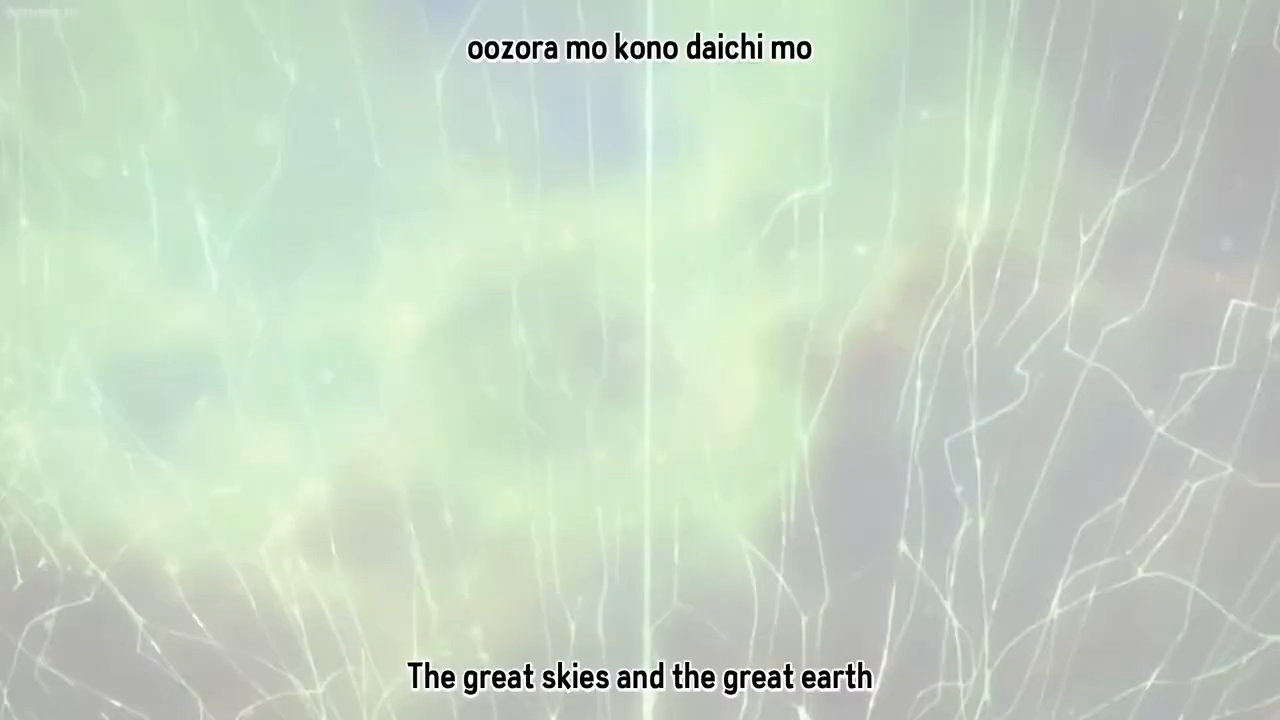 oozora mo kono daichi mo
The great skies and the great earth